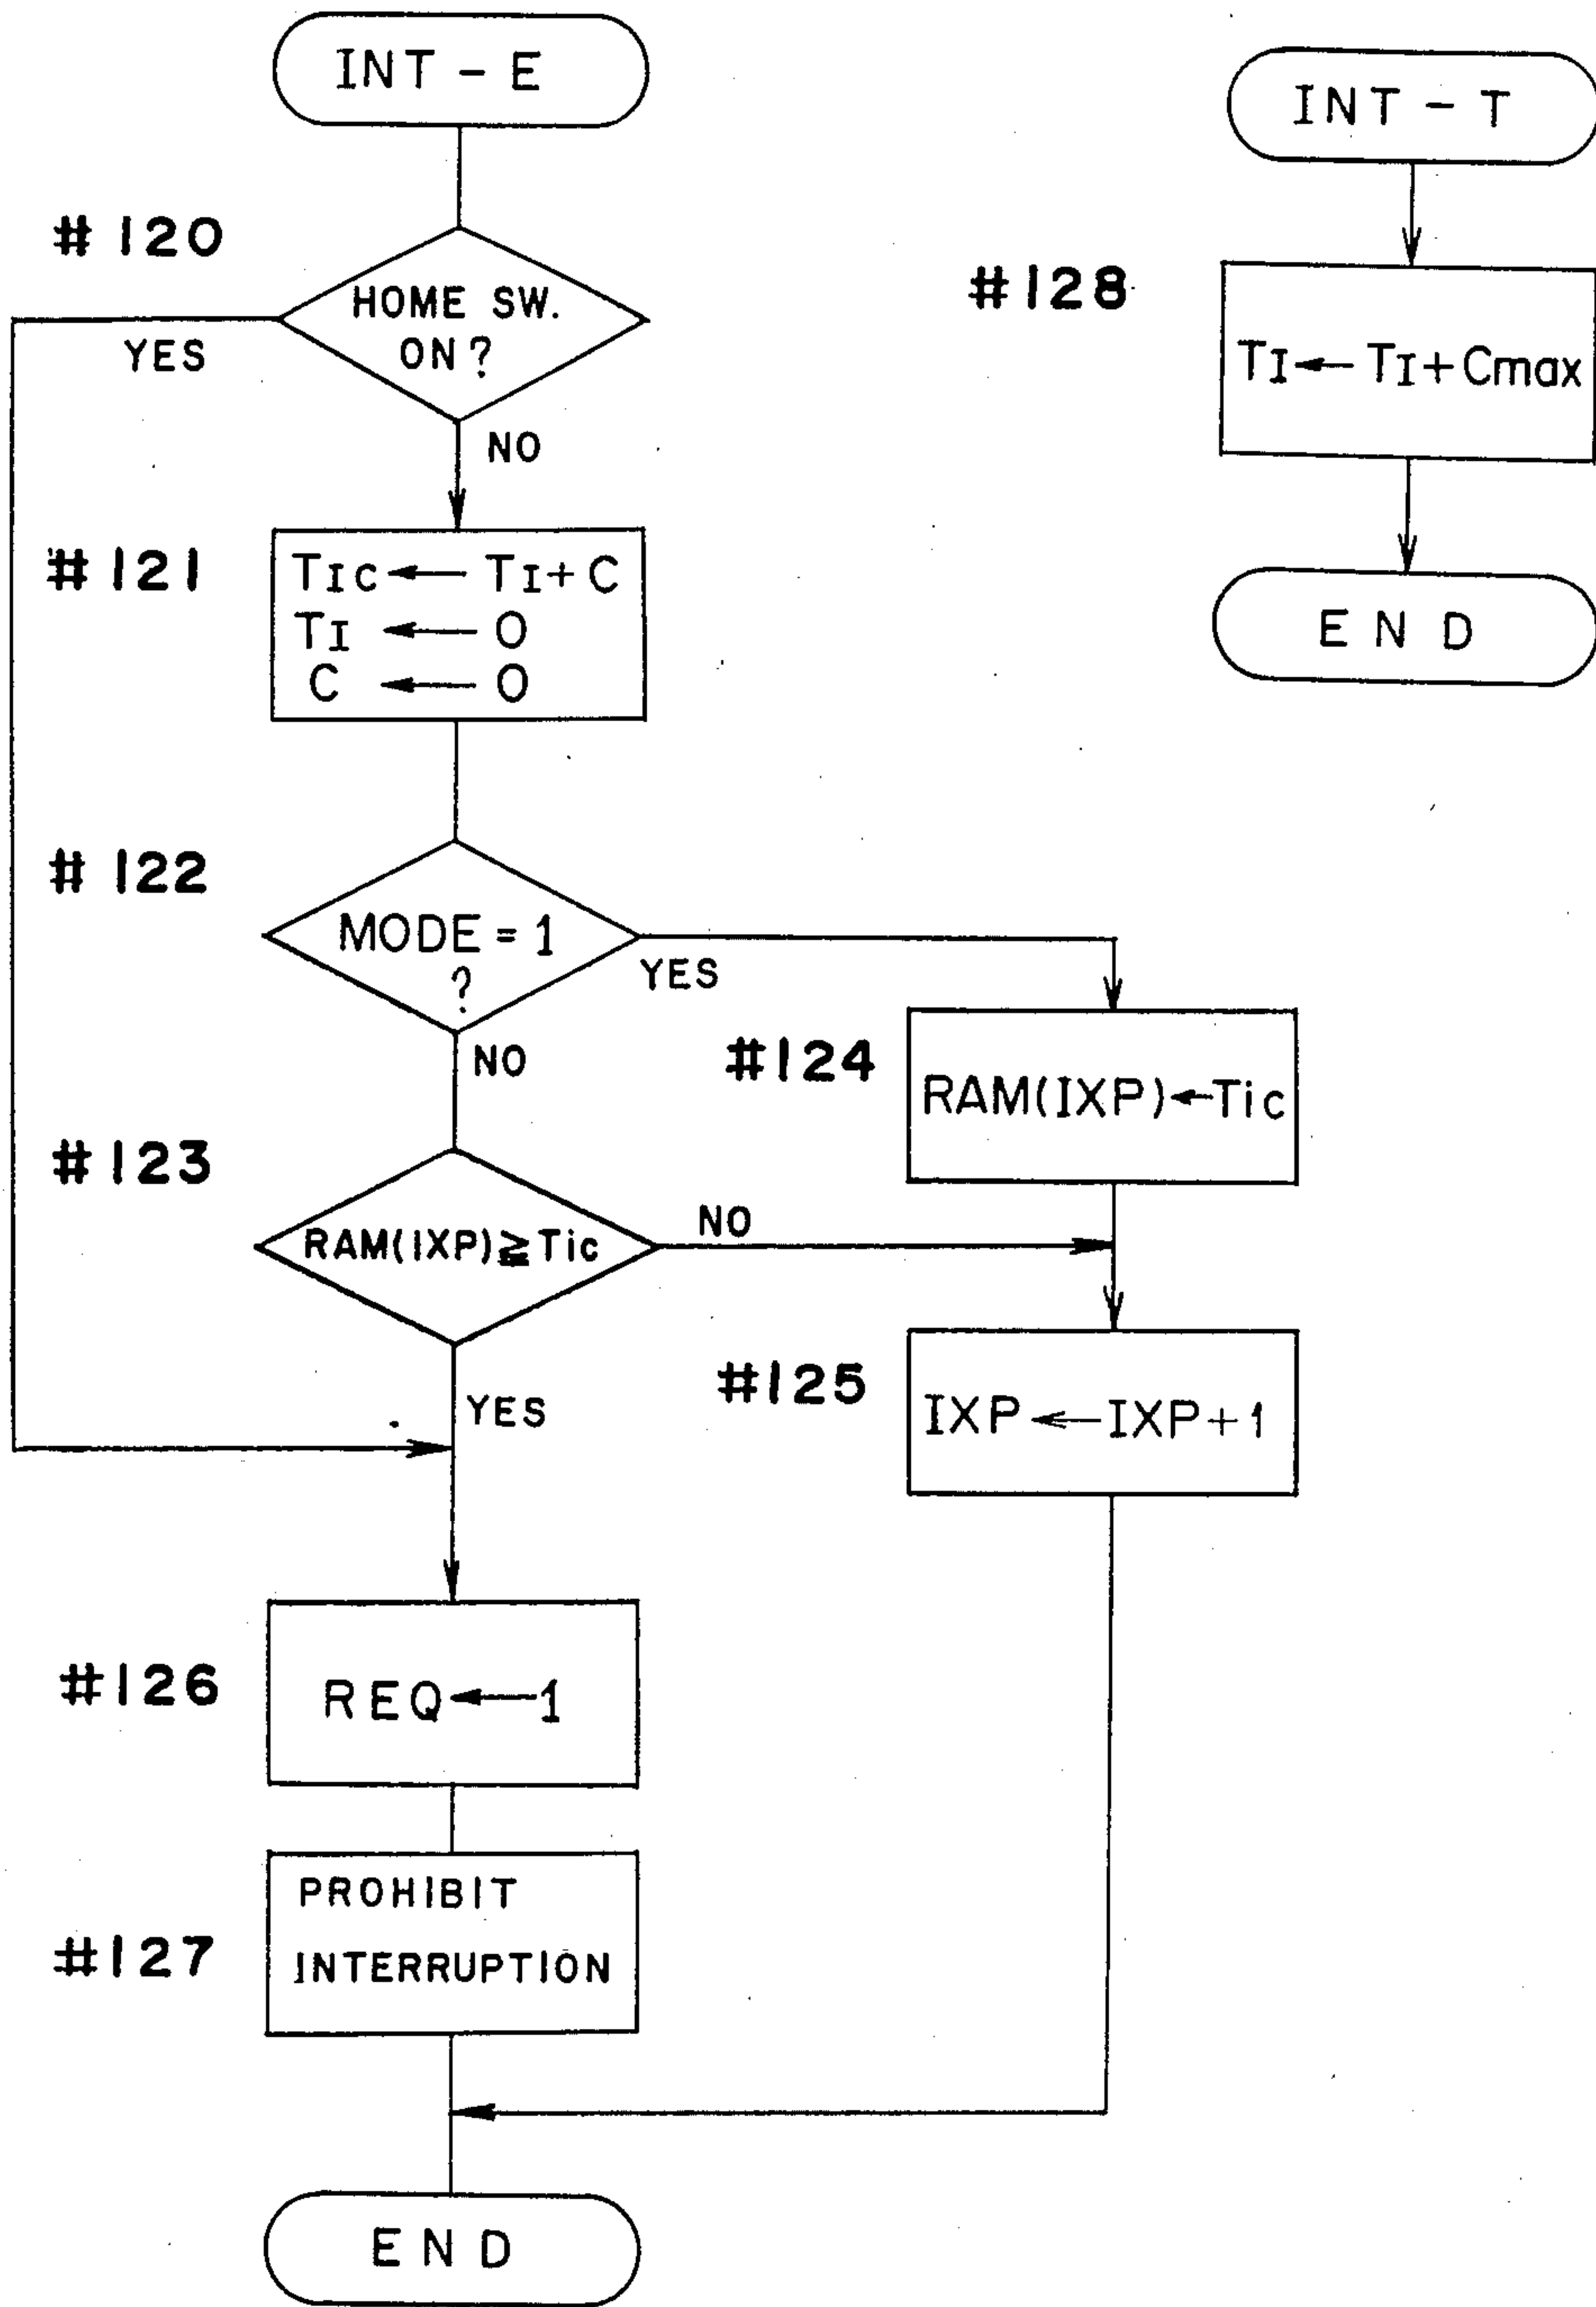 INT - E
#120
HOME SW.
ON?
YES
NO
#121
TIC ← TI + C
TI ← O
C ← O
#122
MODE = 1
?
YES
NO
#124
RAM(IXP)←Tic
#123
RAM(IXP)≧Tic
NO
YES
#125
IXP ← IXP + 1
#126
REQ ← 1
#127
PROHIBIT
INTERRUPTION
END
INT - T
#128
TI ← TI + Cmax
END